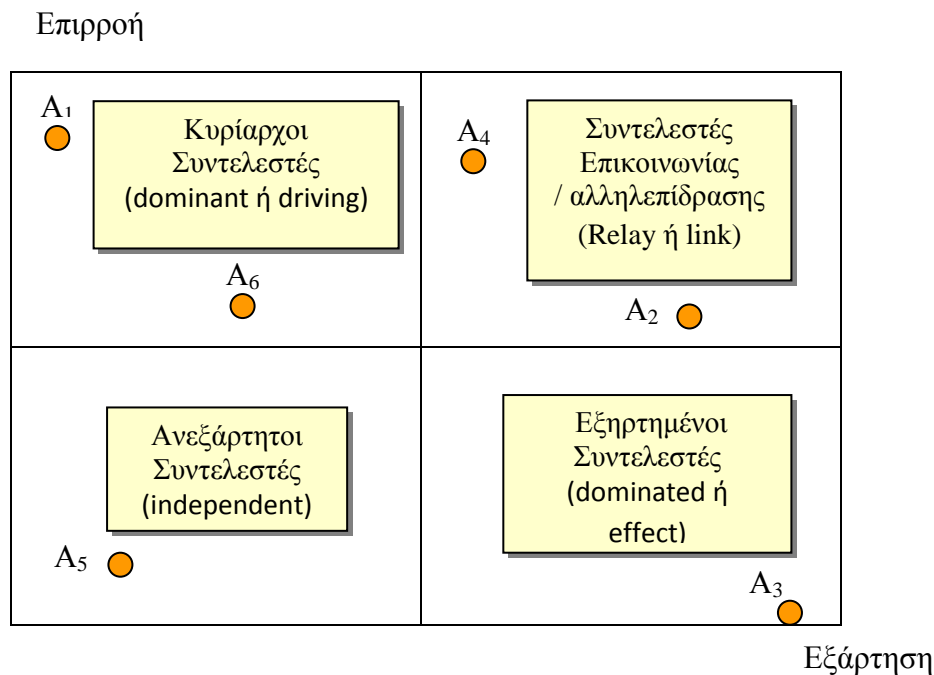 Επιρροή
A₁
Κυρίαρχοι
Συντελεστές
(dominant ή driving)
A₆
A₄
Συντελεστές
Επικοινωνίας
/ αλληλεπίδρασης
(Relay ή link)
A₂
Ανεξάρτητοι
Συντελεστές
(independent)
A₅
Εξηρτημένοι
Συντελεστές
(dominated ή
effect)
A₃
Εξάρτηση